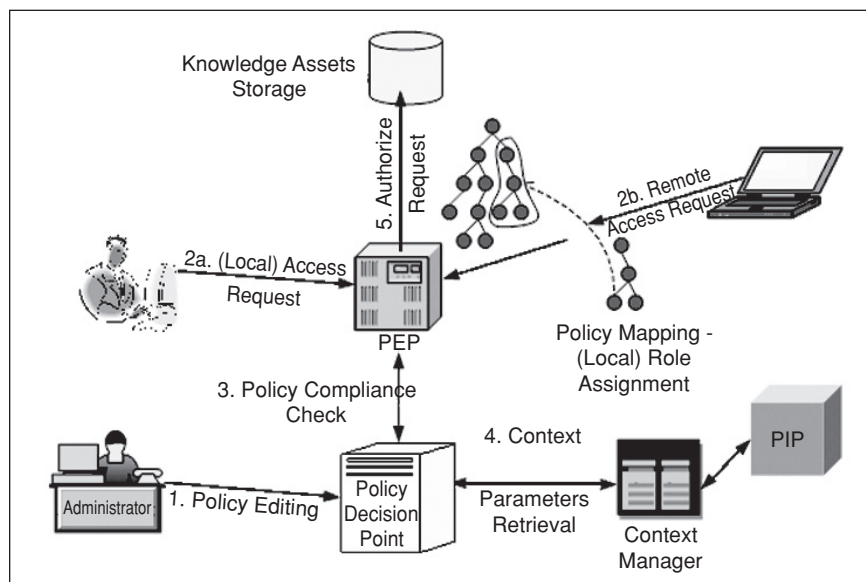 Knowledge Assets
Storage
5. Authorize
Request
2b. Remote
Access Request
2a. (Local) Access
Request
PEP
Policy Mapping -
(Local) Role
Assignment
3. Policy Compliance
Check
4. Context
Parameters
Retrieval
PIP
Administrator
1. Policy Editing
Policy
Decision
Point
Context
Manager